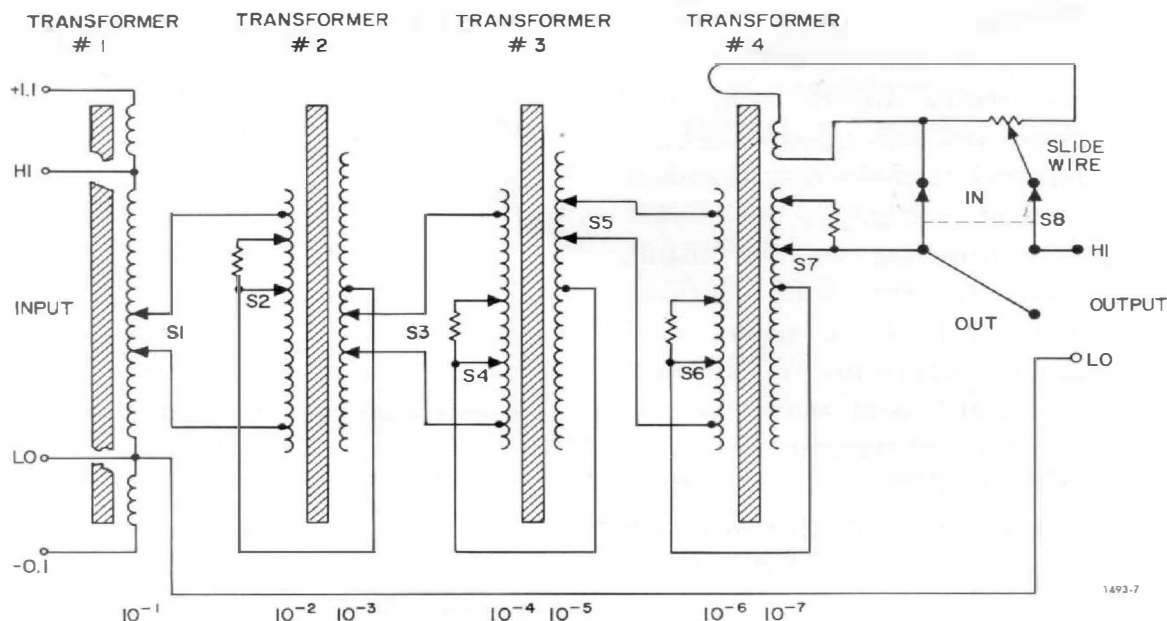 TRANSFORMER TRANSFORMER TRANSFORMER TRANSFORMER
# 1 # 2 # 3 # 4
+1.1
HI
SLIDE
WIRE
IN
S8
S5
S7
HI
INPUT
S1
S2
S3
S4
S6
OUT
OUTPUT
LO
LO
-0.1
10⁻¹ 10⁻² 10⁻³ 10⁻⁴ 10⁻⁵ 10⁻⁶ 10⁻⁷
1493-7